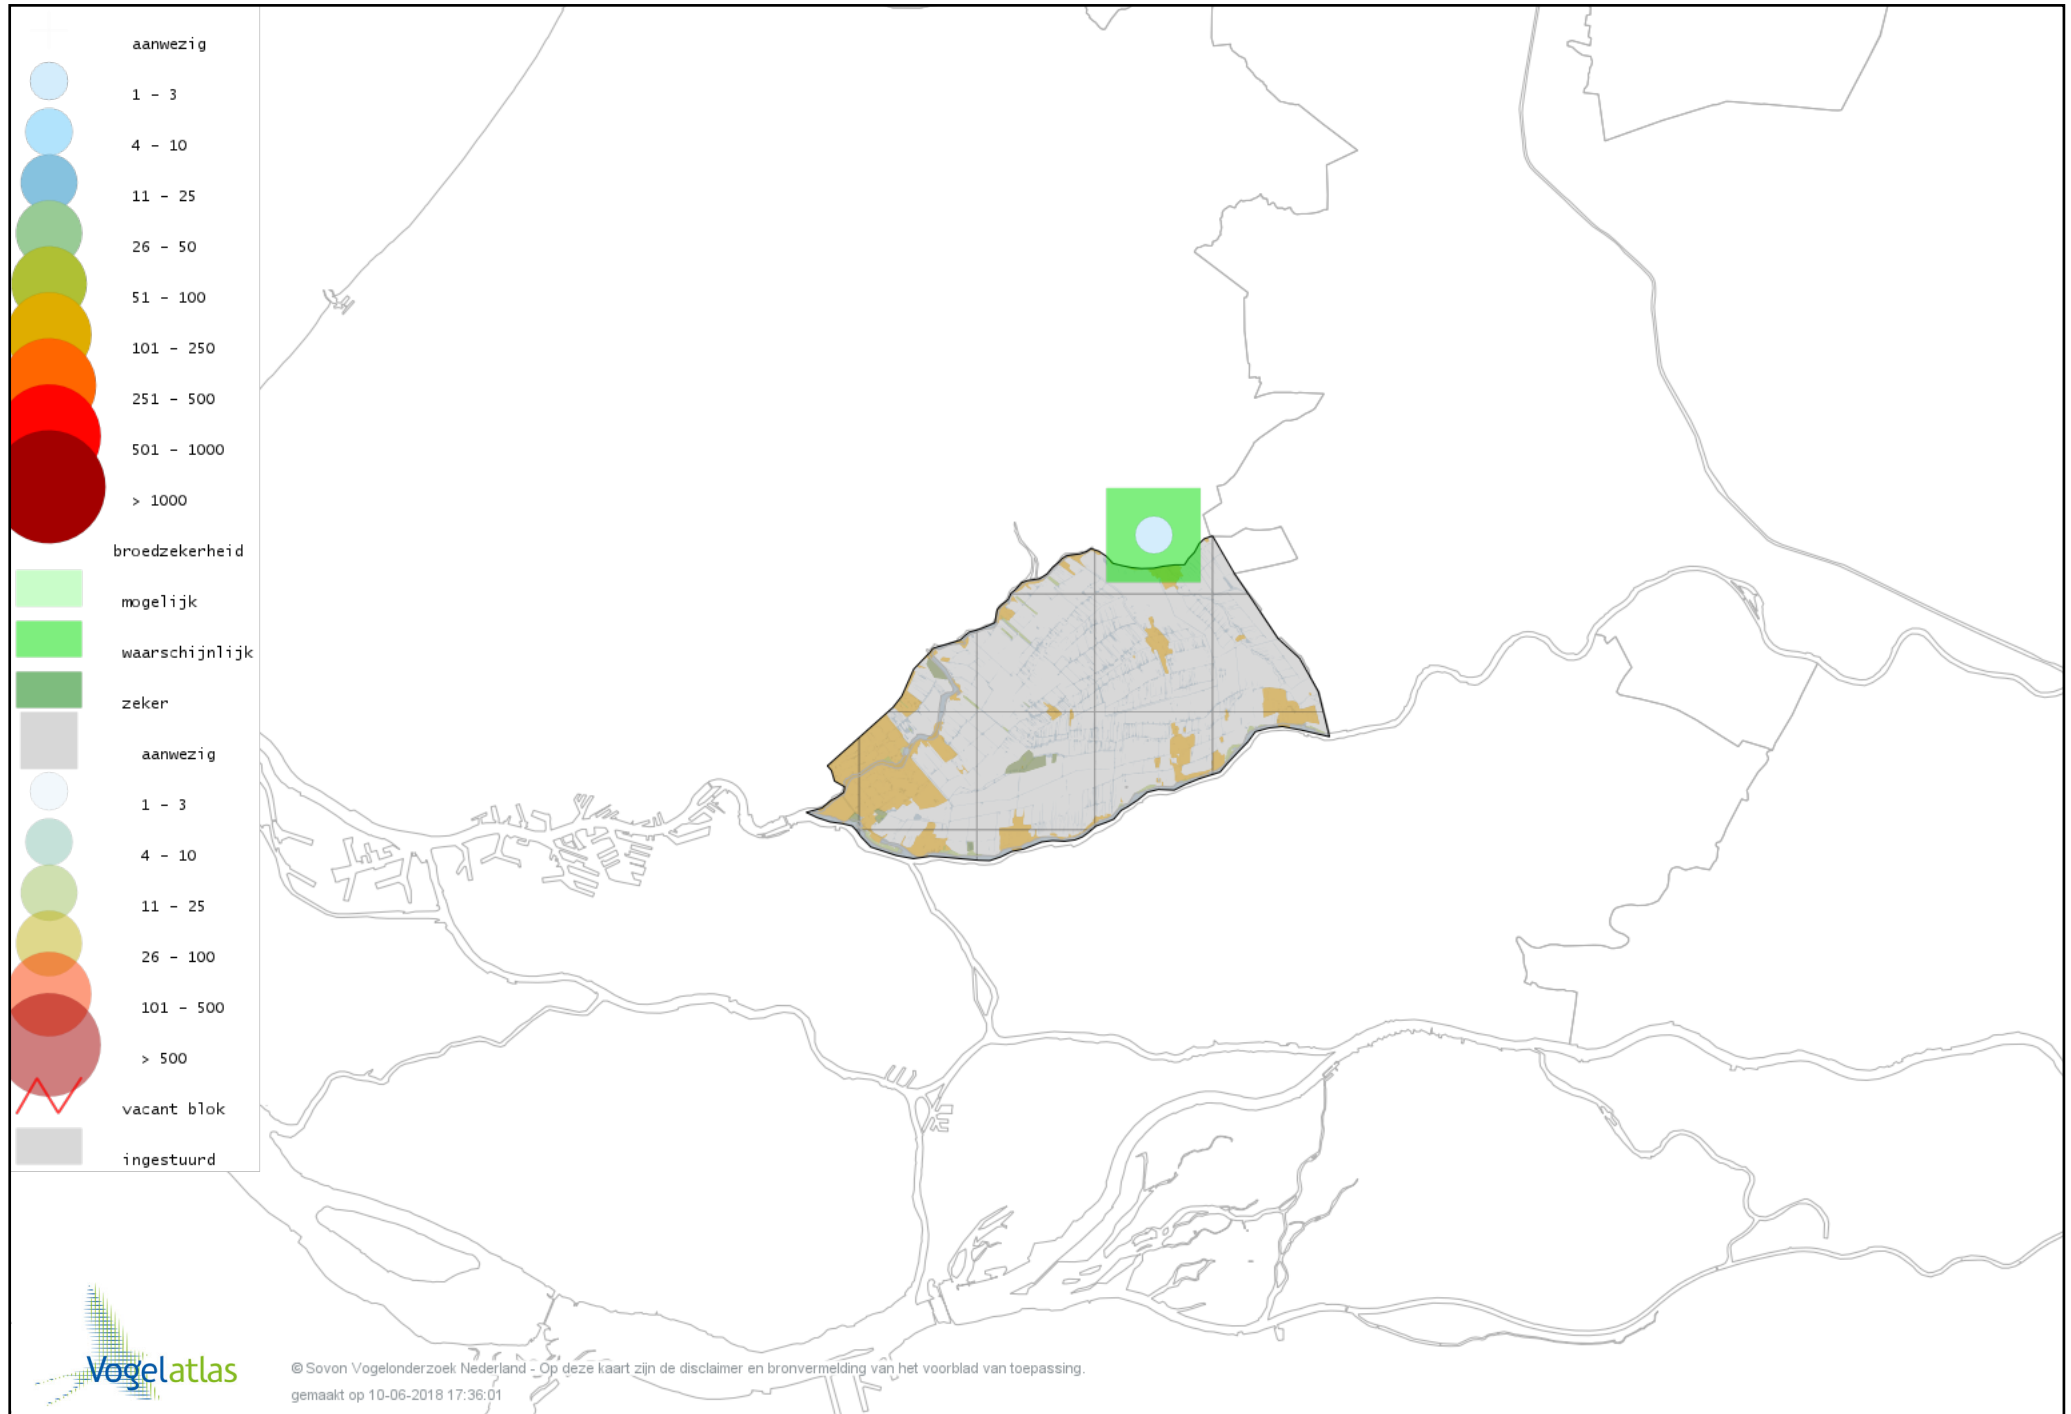 aanwezig
1 - 3
4 - 10
11 - 25
26 - 50
51 - 100
101 - 250
251 - 500
501 - 1000
> 1000
broedzekerheid
mogelijk
waarschijnlijk
zeker
aanwezig
1 - 3
4 - 10
11 - 25
26 - 100
101 - 500
> 500
vacant blok
ingestuurd
Vogelatlas
© Sovon Vogelonderzoek Nederland - Op deze kaart zijn de disclaimer en bronvermelding van het voorblad van toepassing.
gemaakt op 10-06-2018 17:36:01